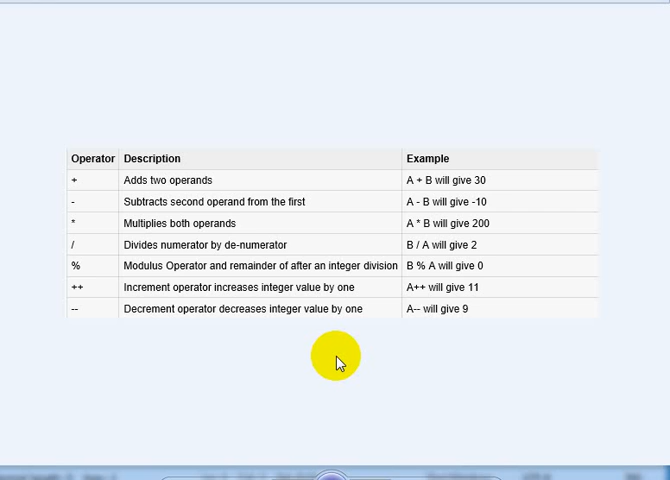 Operator Description Example
+ Adds two operands A + B will give 30
- Subtracts second operand from the first A - B will give -10
* Multiplies both operands A * B will give 200
/ Divides numerator by de-numerator B / A will give 2
% Modulus Operator and remainder of after an integer division B % A will give 0
++ Increment operator increases integer value by one A++ will give 11
-- Decrement operator decreases integer value by one A-- will give 9